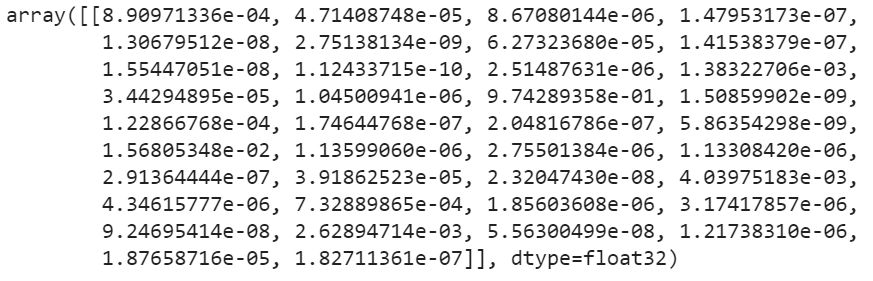 array([[8.90971336e-04, 4.71408748e-05, 8.67080144e-06, 1.47953173e-07,
1.30679512e-08, 2.75138134e-09, 6.27323680e-05, 1.41538379e-07,
1.55447051e-08, 1.12433715e-10, 2.51487631e-06, 1.38322706e-03,
3.44294895e-05, 1.04500941e-06, 9.74289358e-01, 1.50859902e-09,
1.22866768e-04, 1.74644768e-07, 2.04816786e-07, 5.86354298e-09,
1.56805348e-02, 1.13599060e-06, 2.75501384e-06, 1.13308420e-06,
2.91364444e-07, 3.91862523e-05, 2.32047430e-08, 4.03975183e-03,
4.34615777e-06, 7.32889865e-04, 1.85603608e-06, 3.17417857e-06,
9.24695414e-08, 2.62894714e-03, 5.56300499e-08, 1.21738310e-06,
1.87658716e-05, 1.82711361e-07]], dtype=float32)